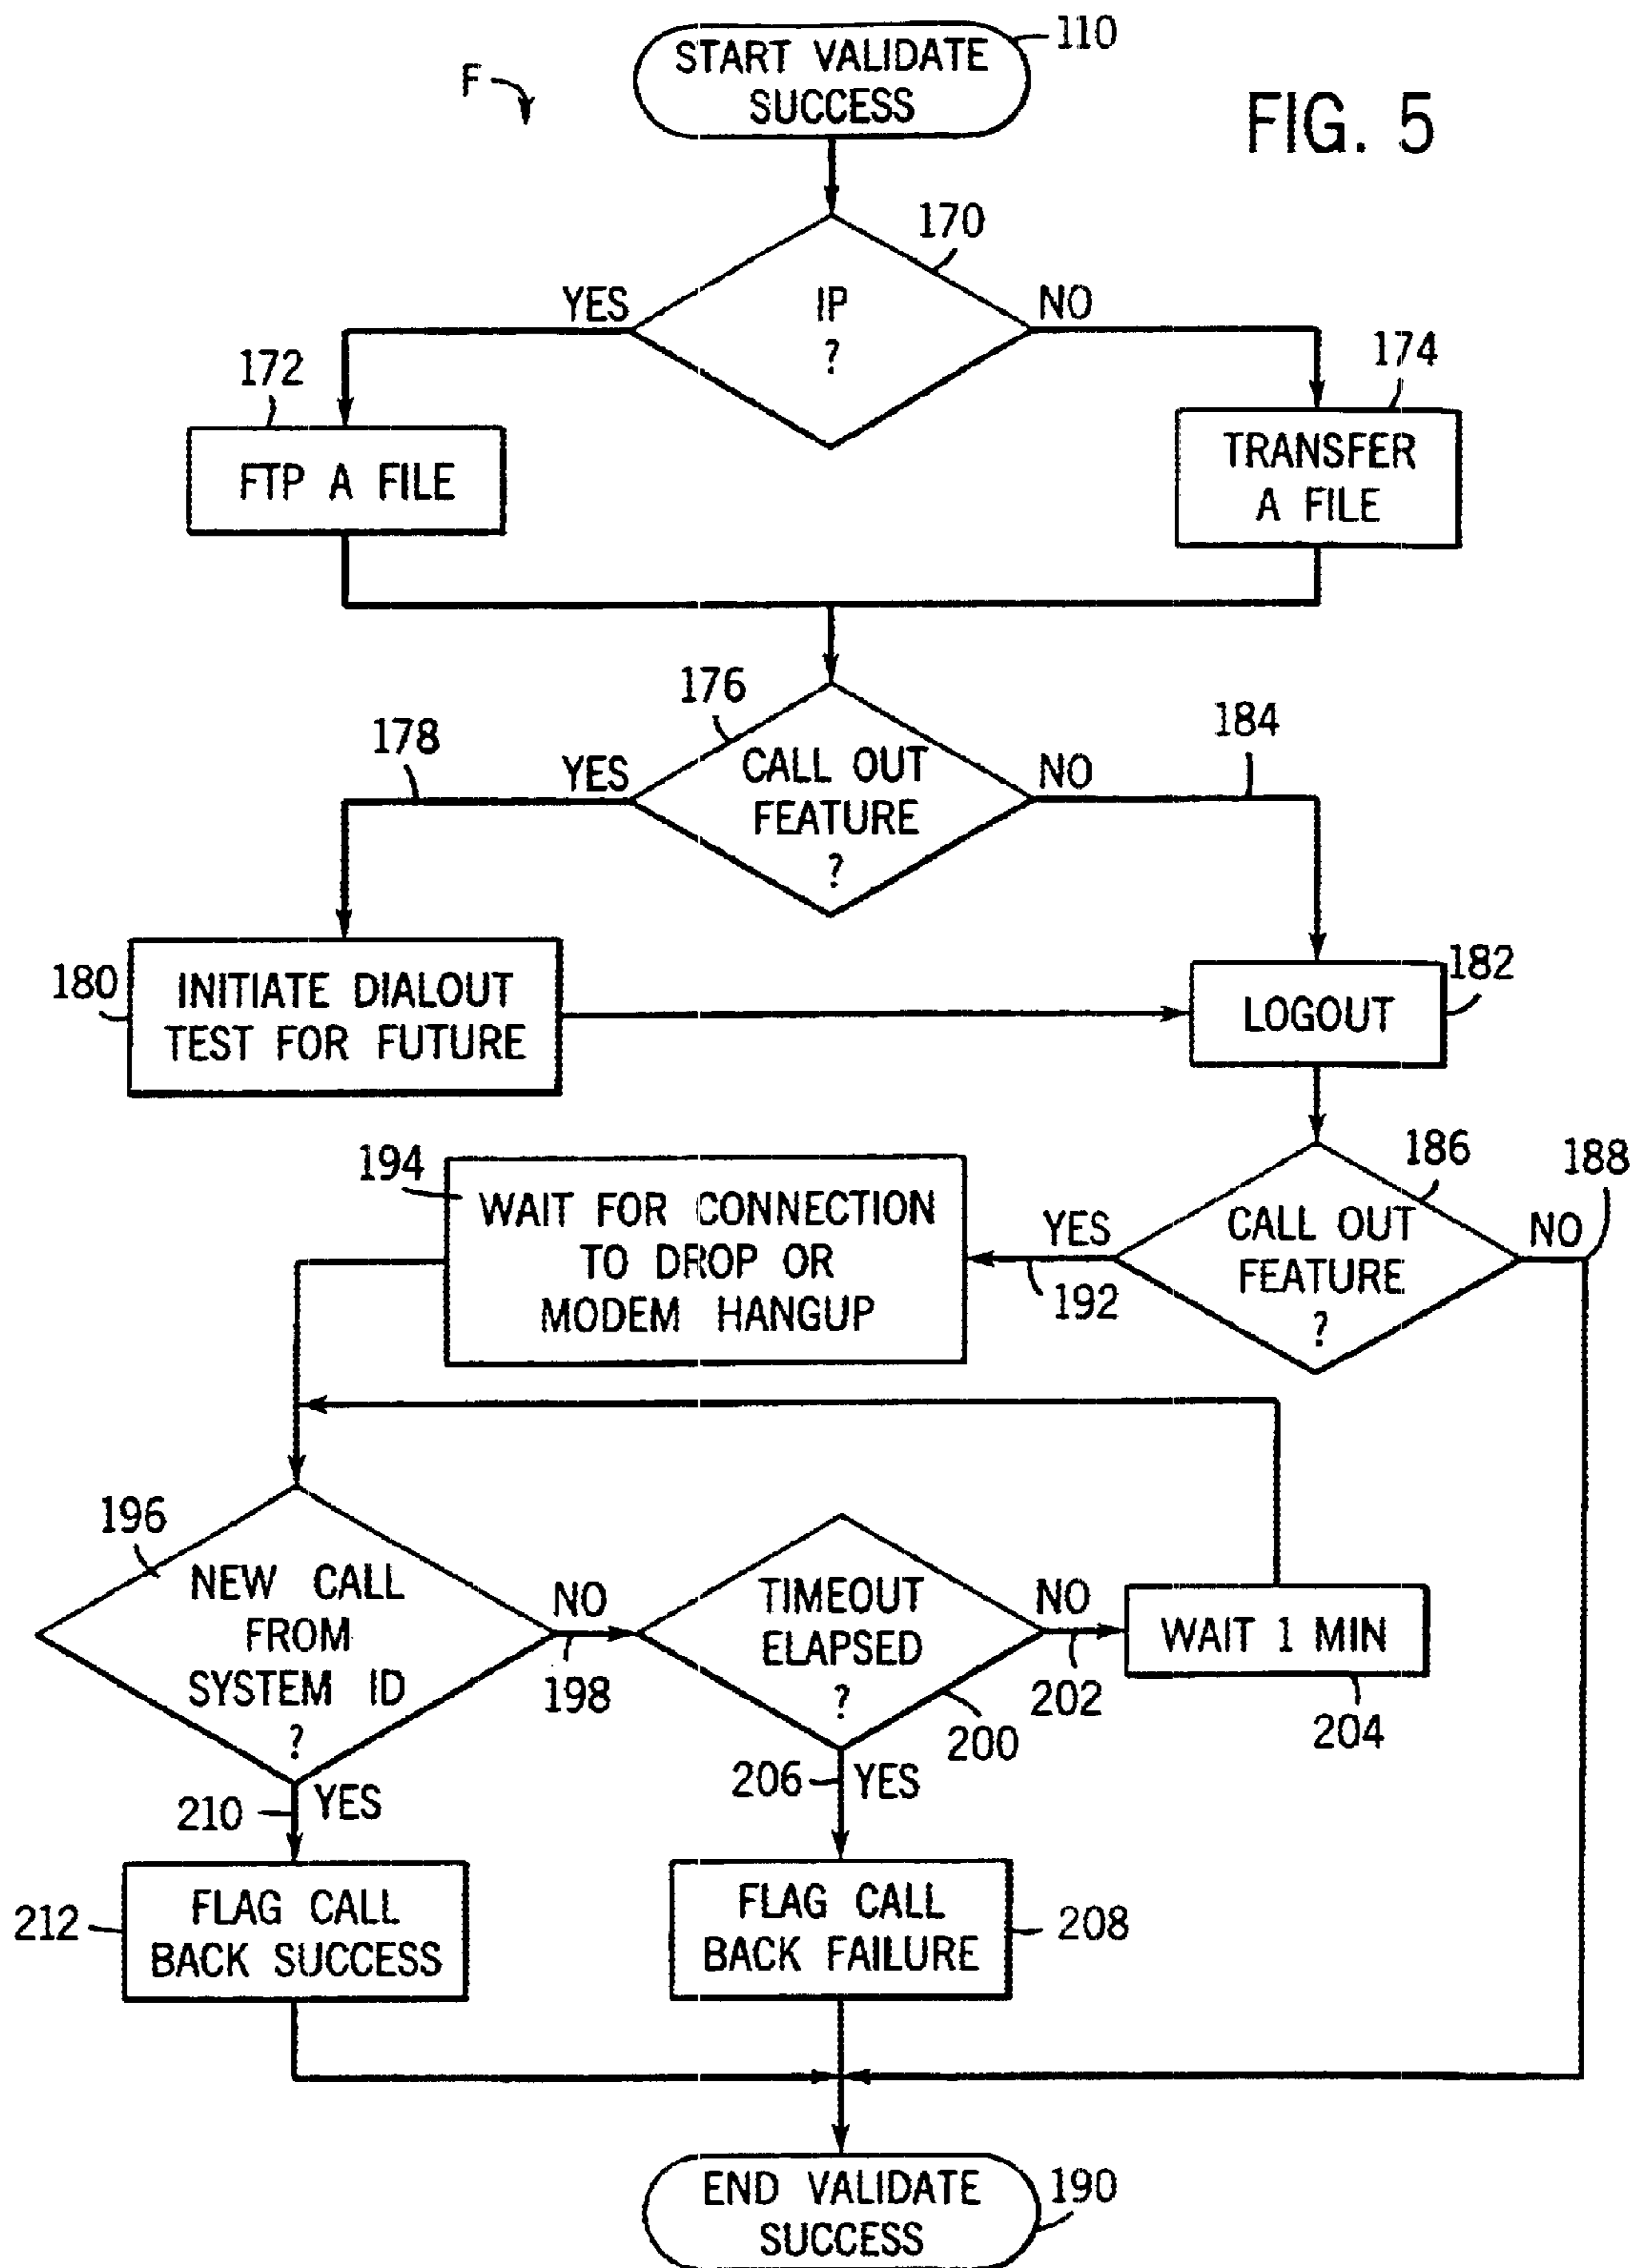 START VALIDATE
SUCCESS
110
F
FIG. 5
170
IP
?
YES
NO
172
174
FTP A FILE
TRANSFER
A FILE
176
178
184
YES
CALL OUT
FEATURE
?
NO
180
INITIATE DIALOUT
TEST FOR FUTURE
LOGOUT
182
194
WAIT FOR CONNECTION
TO DROP OR
MODEM HANGUP
YES
192
186
188
CALL OUT
FEATURE
?
NO
196
NEW CALL
FROM
SYSTEM ID
?
NO
198
TIMEOUT
ELAPSED
?
200
NO
202
WAIT 1 MIN
204
210
YES
206
YES
212
FLAG CALL
BACK SUCCESS
FLAG CALL
BACK FAILURE
208
END VALIDATE
SUCCESS
190